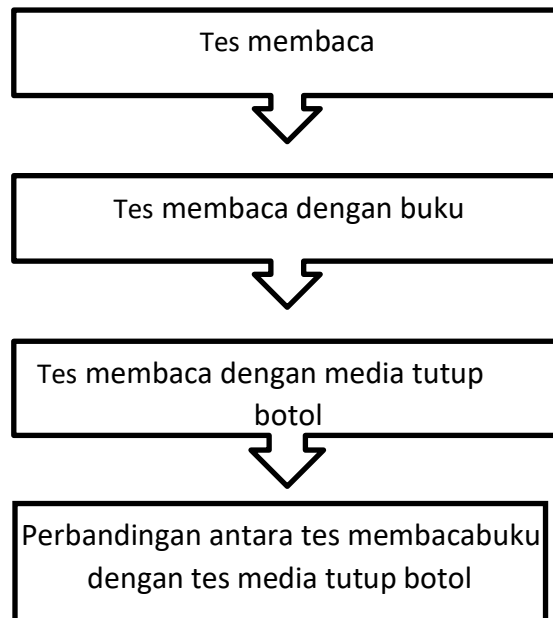 Tes membaca
Tes membaca dengan buku
Tes membaca dengan media tutup
botol
Perbandingan antara tes membacabuku
dengan tes media tutup botol